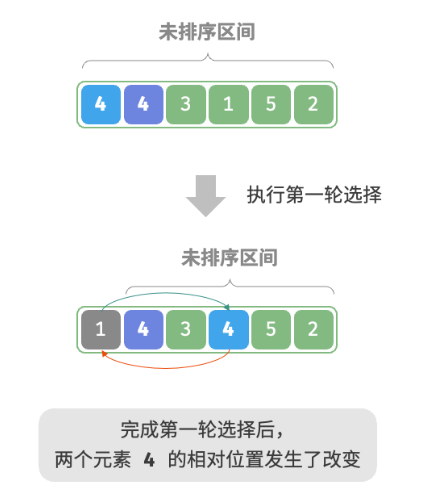 未排序区间
4 4 3 1 5 2
执行第一轮选择
未排序区间
1 4 3 4 5 2
完成第一轮选择后，
两个元素 4 的相对位置发生了改变